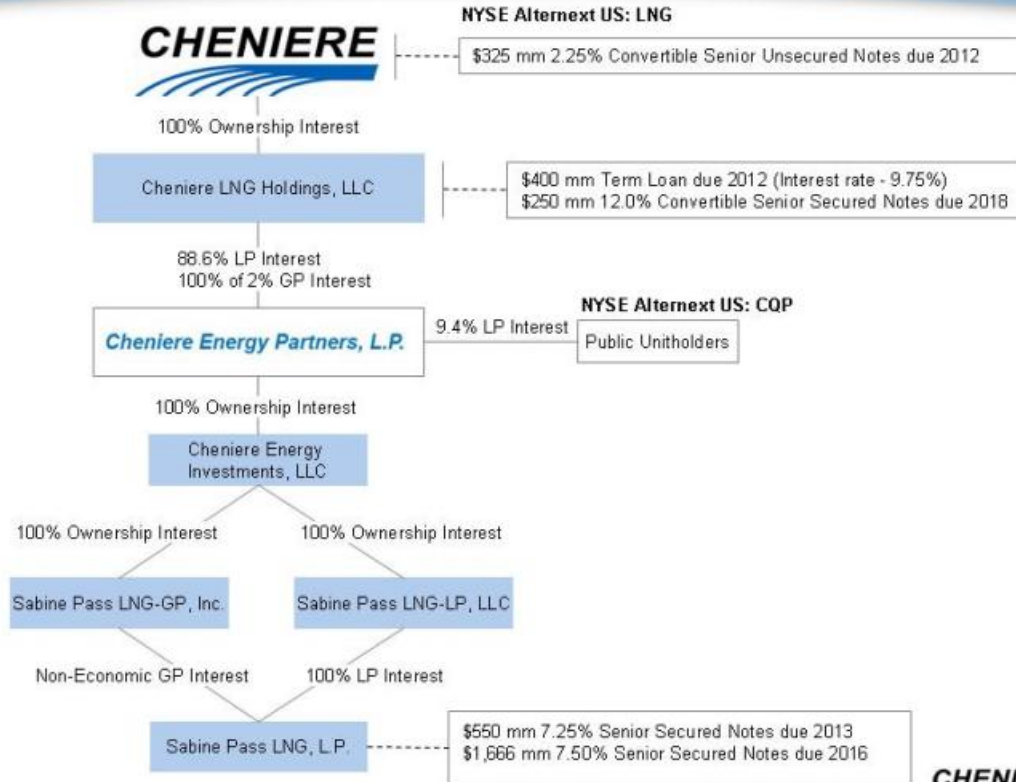 NYSE Alternext US: LNG
CHENIERE
$325 mm 2.25% Convertible Senior Unsecured Notes due 2012
100% Ownership Interest
Cheniere LNG Holdings, LLC
$400 mm Term Loan due 2012 (Interest rate - 9.75%)
$250 mm 12.0% Convertible Senior Secured Notes due 2018
88.6% LP Interest
100% of 2% GP Interest
NYSE Alternext US: CQP
Cheniere Energy Partners, L.P.
9.4% LP Interest
Public Unitholders
100% Ownership Interest
Cheniere Energy
Investments, LLC
100% Ownership Interest
100% Ownership Interest
Sabine Pass LNG-GP, Inc.
Sabine Pass LNG-LP, LLC
Non-Economic GP Interest
100% LP Interest
Sabine Pass LNG, L.P.
$550 mm 7.25% Senior Secured Notes due 2013
$1,666 mm 7.50% Senior Secured Notes due 2016